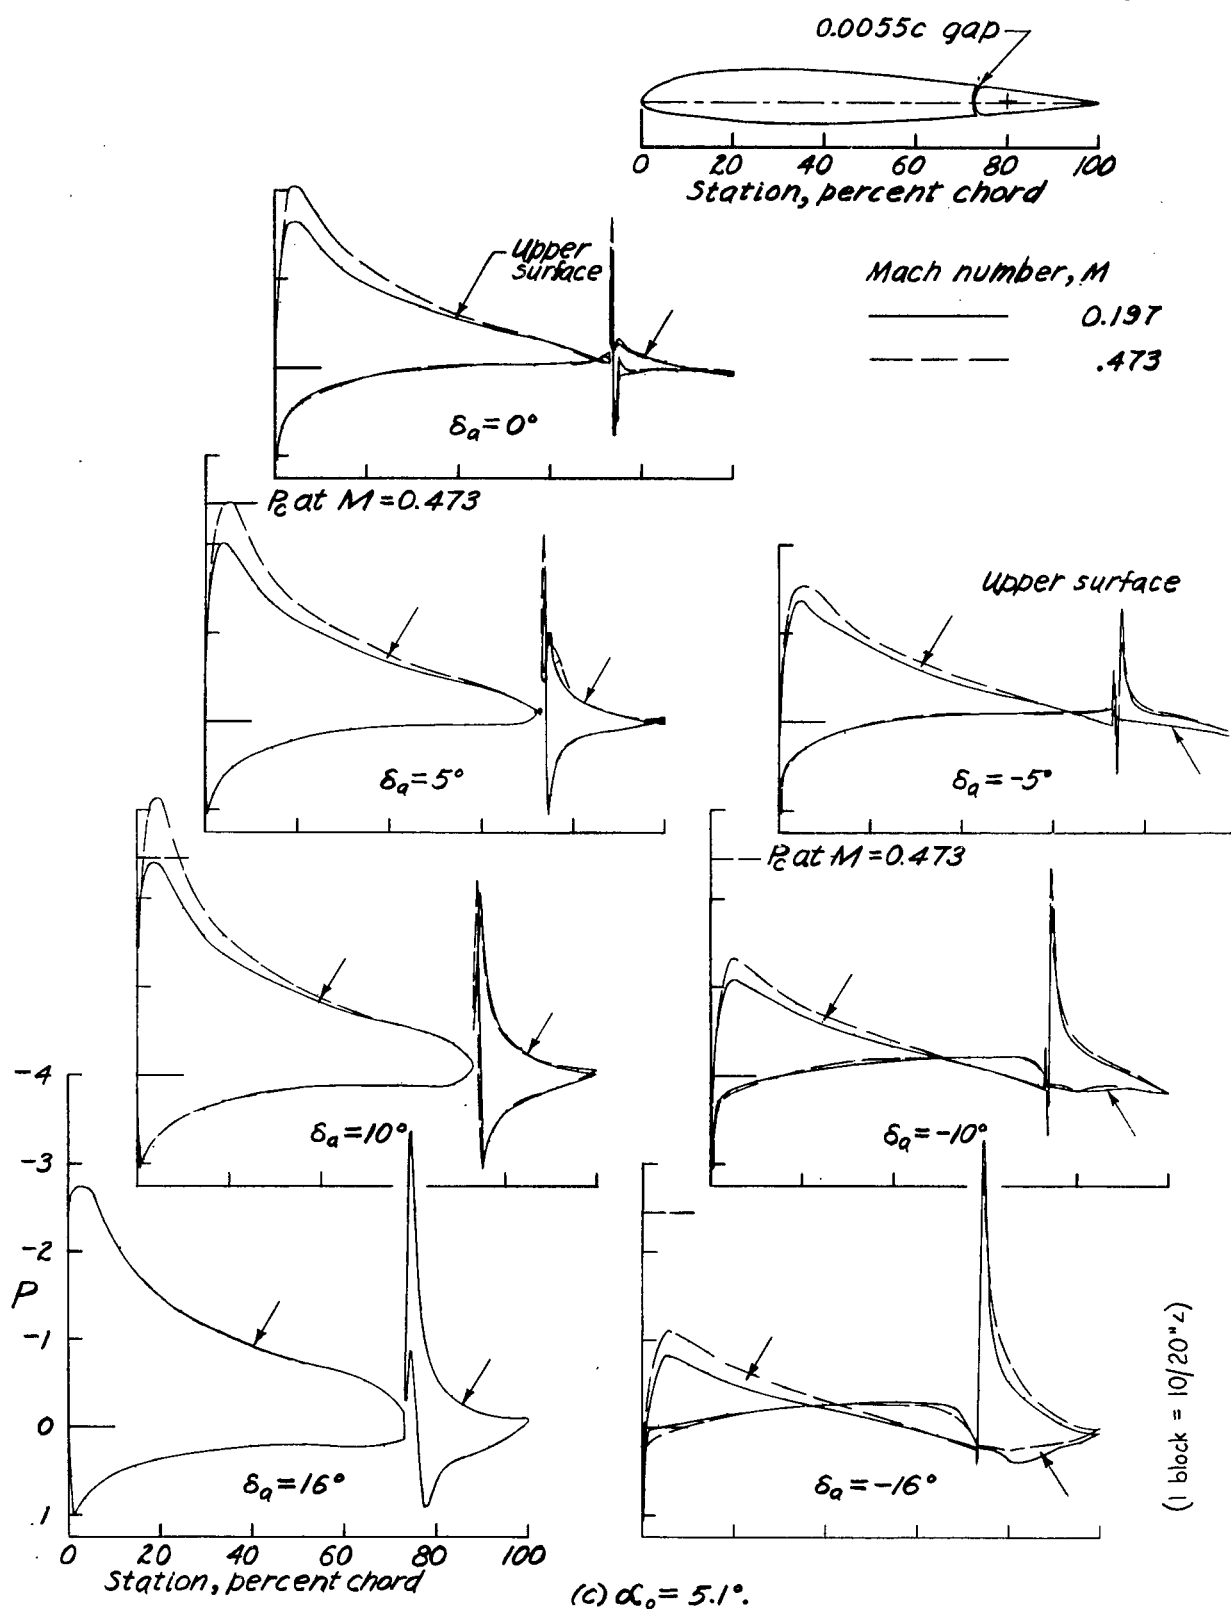 0.0055c gap
0 20 40 60 80 100
Station, percent chord
Upper
surface
Mach number, M
0.197
.473
δa=0°
Pc at M=0.473
Upper surface
δa=5°
δa=-5°
Pc at M=0.473
-4
δa=10°
δa=-10°
-3
-2
P
-1
0
δa=16°
δa=-16°
.1
0 20 40 60 80 100
Station, percent chord
(c) αo= 5.1°.
(1 block = 10/20"∠)